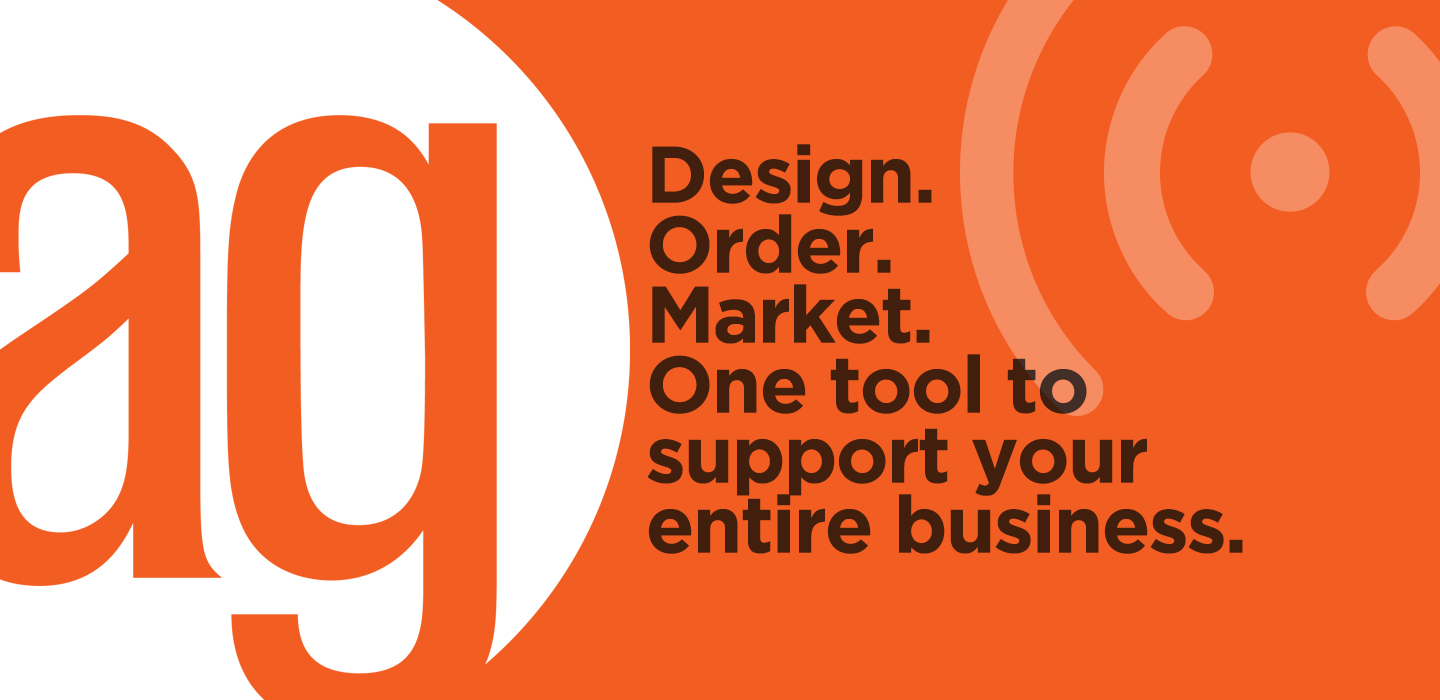 ag
Design.
Order.
Market.
One tool to
support your
entire business.